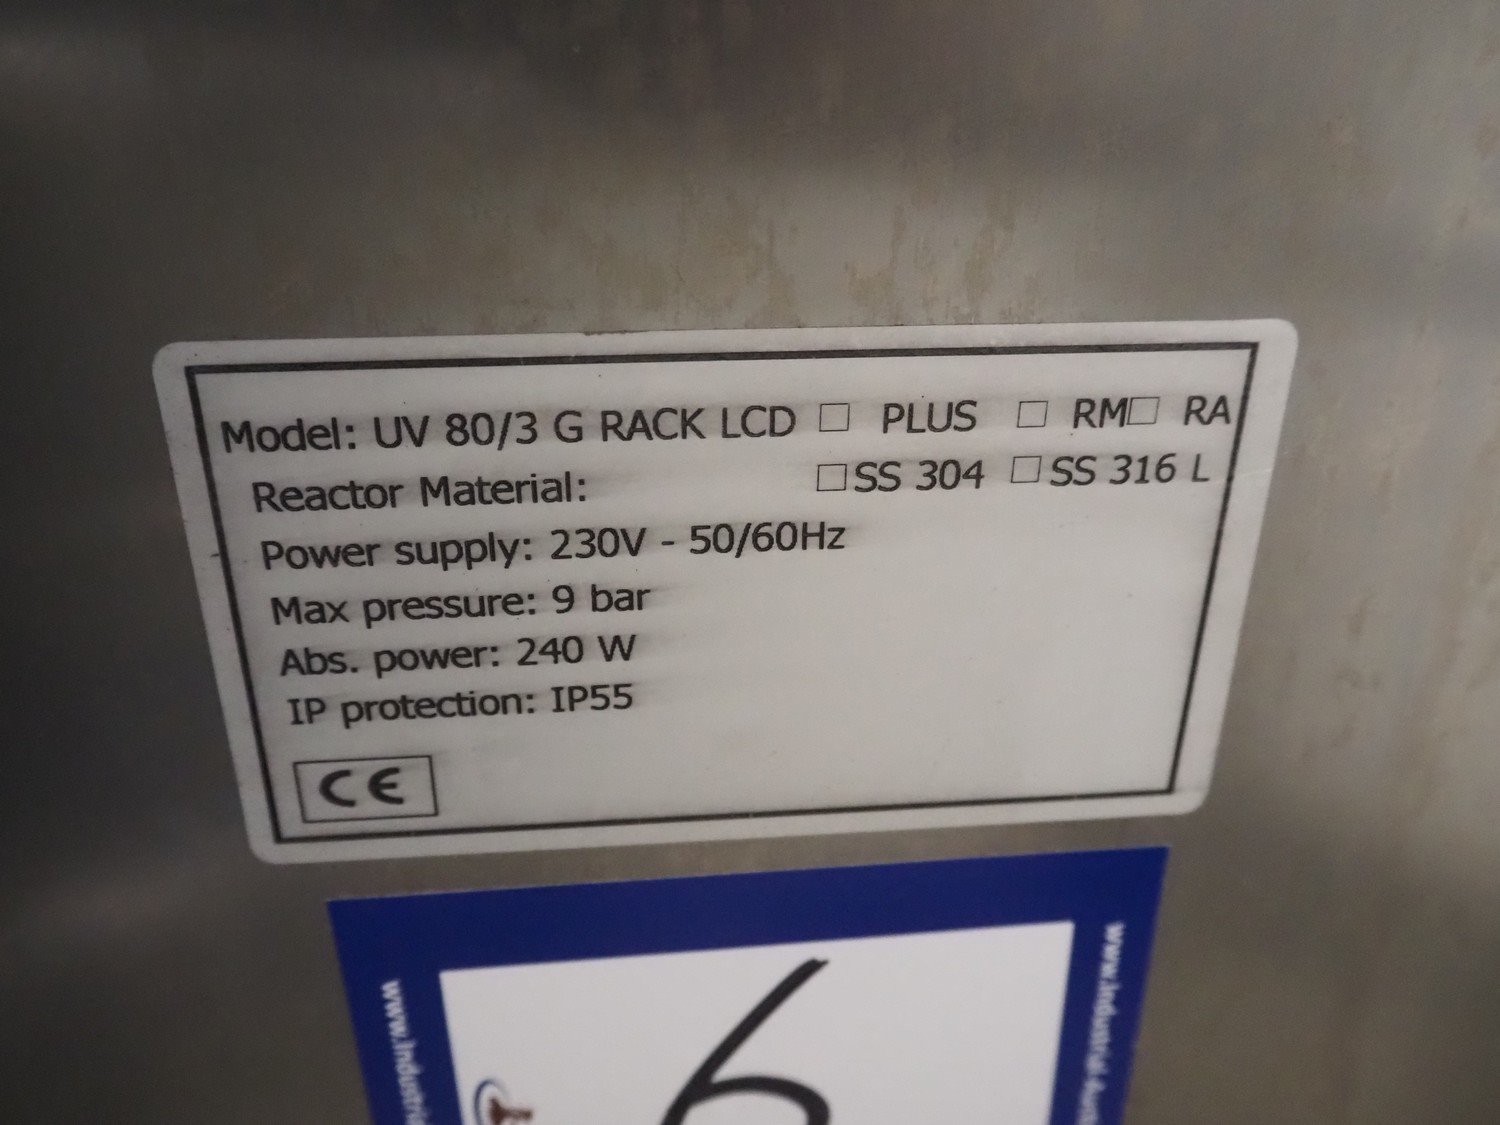 Model: UV 80/3 G RACK LCD ☐ PLUS ☐ RM☐ RA
Reactor Material: ☐SS 304 ☐SS 316 L
Power supply: 230V - 50/60Hz
Max pressure: 9 bar
Abs. power: 240 W
IP protection: IP55
CE
6